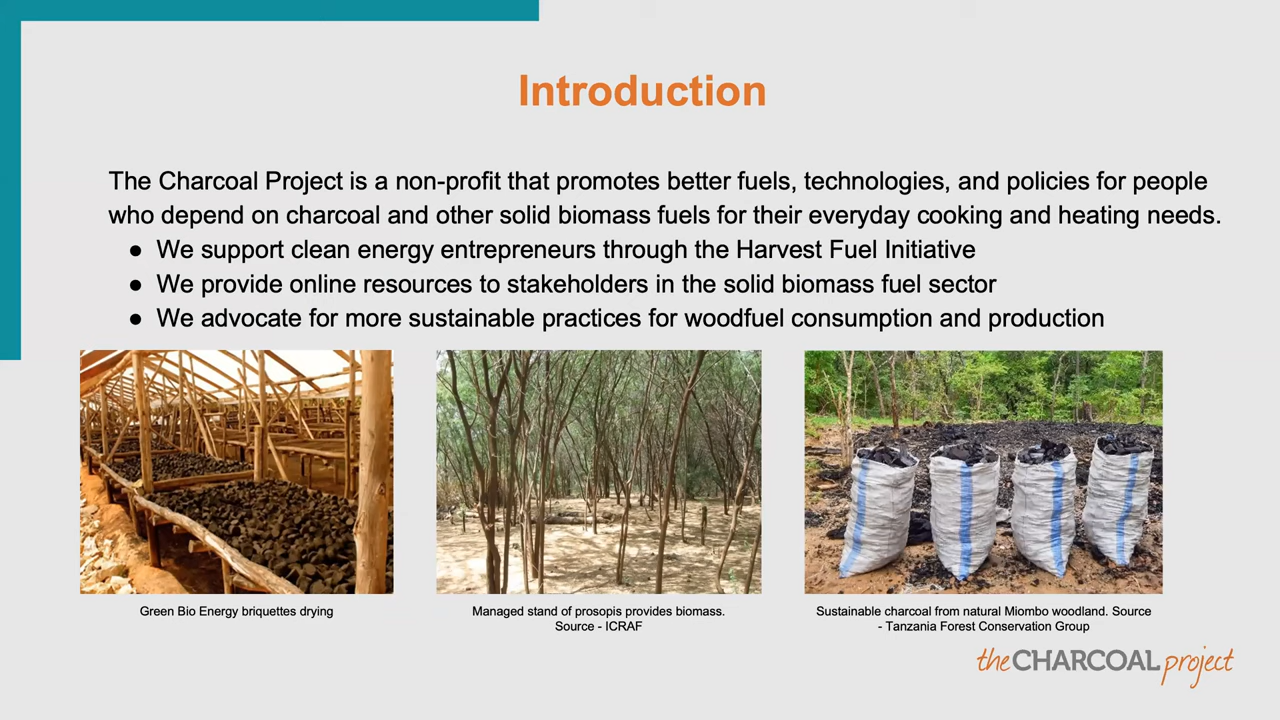 Introduction
The Charcoal Project is a non-profit that promotes better fuels, technologies, and policies for people
who depend on charcoal and other solid biomass fuels for their everyday cooking and heating needs.
● We support clean energy entrepreneurs through the Harvest Fuel Initiative
● We provide online resources to stakeholders in the solid biomass fuel sector
● We advocate for more sustainable practices for woodfuel consumption and production
Green Bio Energy briquettes drying
Managed stand of prosopis provides biomass.
Source - ICRAF
Sustainable charcoal from natural Miombo woodland. Source
- Tanzania Forest Conservation Group
theCHARCOALproject